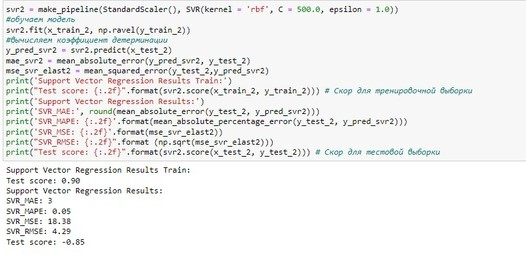 svr2 = make_pipeline(StandardScaler(), SVR(kernel = 'rbf', C = 500.0, epsilon = 1.0))
#обучаем модель
svr2.fit(x_train_2, np.ravel(y_train_2))
#вычисляем коэффициент детерминации
y_pred_svr2 = svr2.predict(x_test_2)
mae_svr2 = mean_absolute_error(y_pred_svr2, y_test_2)
mse_svr_elast2 = mean_squared_error(y_test_2,y_pred_svr2)
print('Support Vector Regression Results Train:')
print("Test score: {:.2f}".format(svr2.score(x_train_2, y_train_2))) # Скор для тренировочной выборки
print('Support Vector Regression Results:')
print('SVR_MAE:', round(mean_absolute_error(y_test_2, y_pred_svr2)))
print('SVR_MAPE: {:.2f}'.format(mean_absolute_percentage_error(y_test_2, y_pred_svr2)))
print('SVR_MSE: {:.2f}'.format(mse_svr_elast2))
print("SVR_RMSE: {:.2f}".format (np.sqrt(mse_svr_elast2)))
print("Test score: {:.2f}".format(svr2.score(x_test_2, y_test_2))) # Скор для тестовой выборки
Support Vector Regression Results Train:
Test score: 0.90
Support Vector Regression Results:
SVR_MAE: 3
SVR_MAPE: 0.05
SVR_MSE: 18.38
SVR_RMSE: 4.29
Test score: -0.85